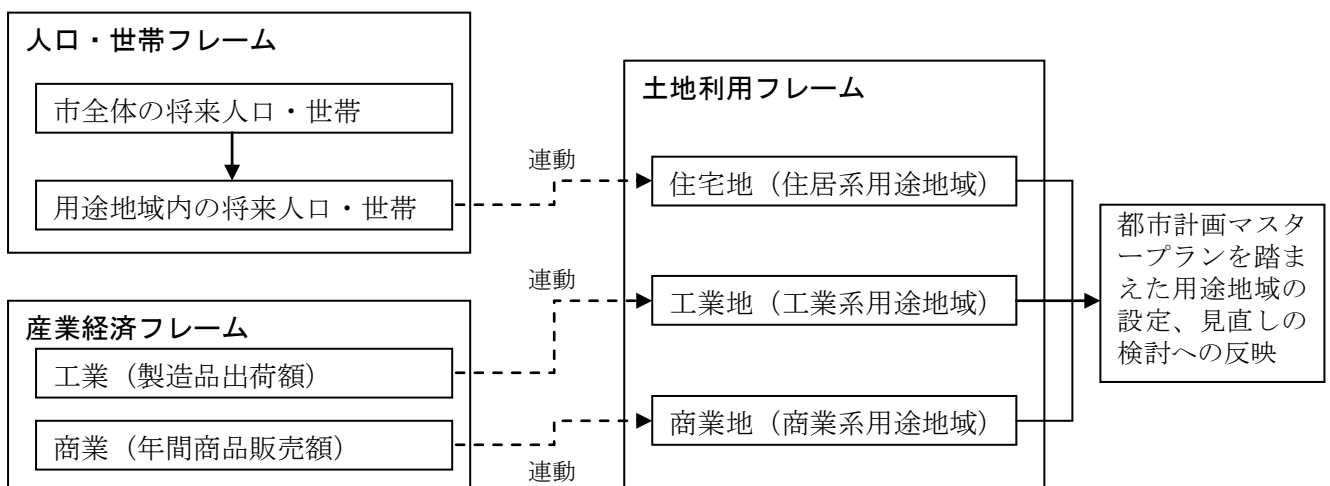 人口・世帯フレーム
市全体の将来人口・世帯
用途地域内の将来人口・世帯
産業経済フレーム
工業（製造品出荷額）
商業（年間商品販売額）
連動
連動
連動
土地利用フレーム
住宅地（住居系用途地域）
工業地（工業系用途地域）
商業地（商業系用途地域）
都市計画マスタ
ープランを踏ま
えた用途地域の
設定、見直しの
検討への反映